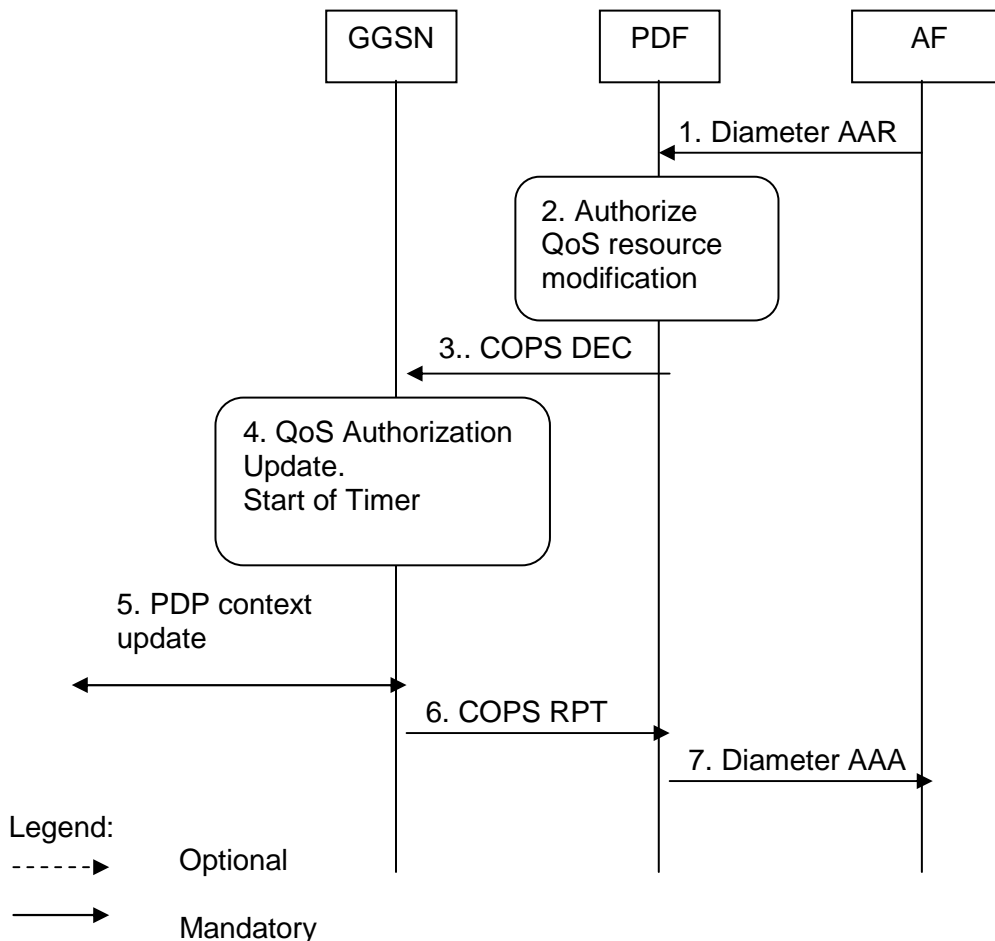 GGSN
PDF
AF
1. Diameter AAR
2. Authorize
QoS resource
modification
3.. COPS DEC
4. QoS Authorization
Update.
Start of Timer
5. PDP context
update
6. COPS RPT
7. Diameter AAA
Legend:
Optional
Mandatory